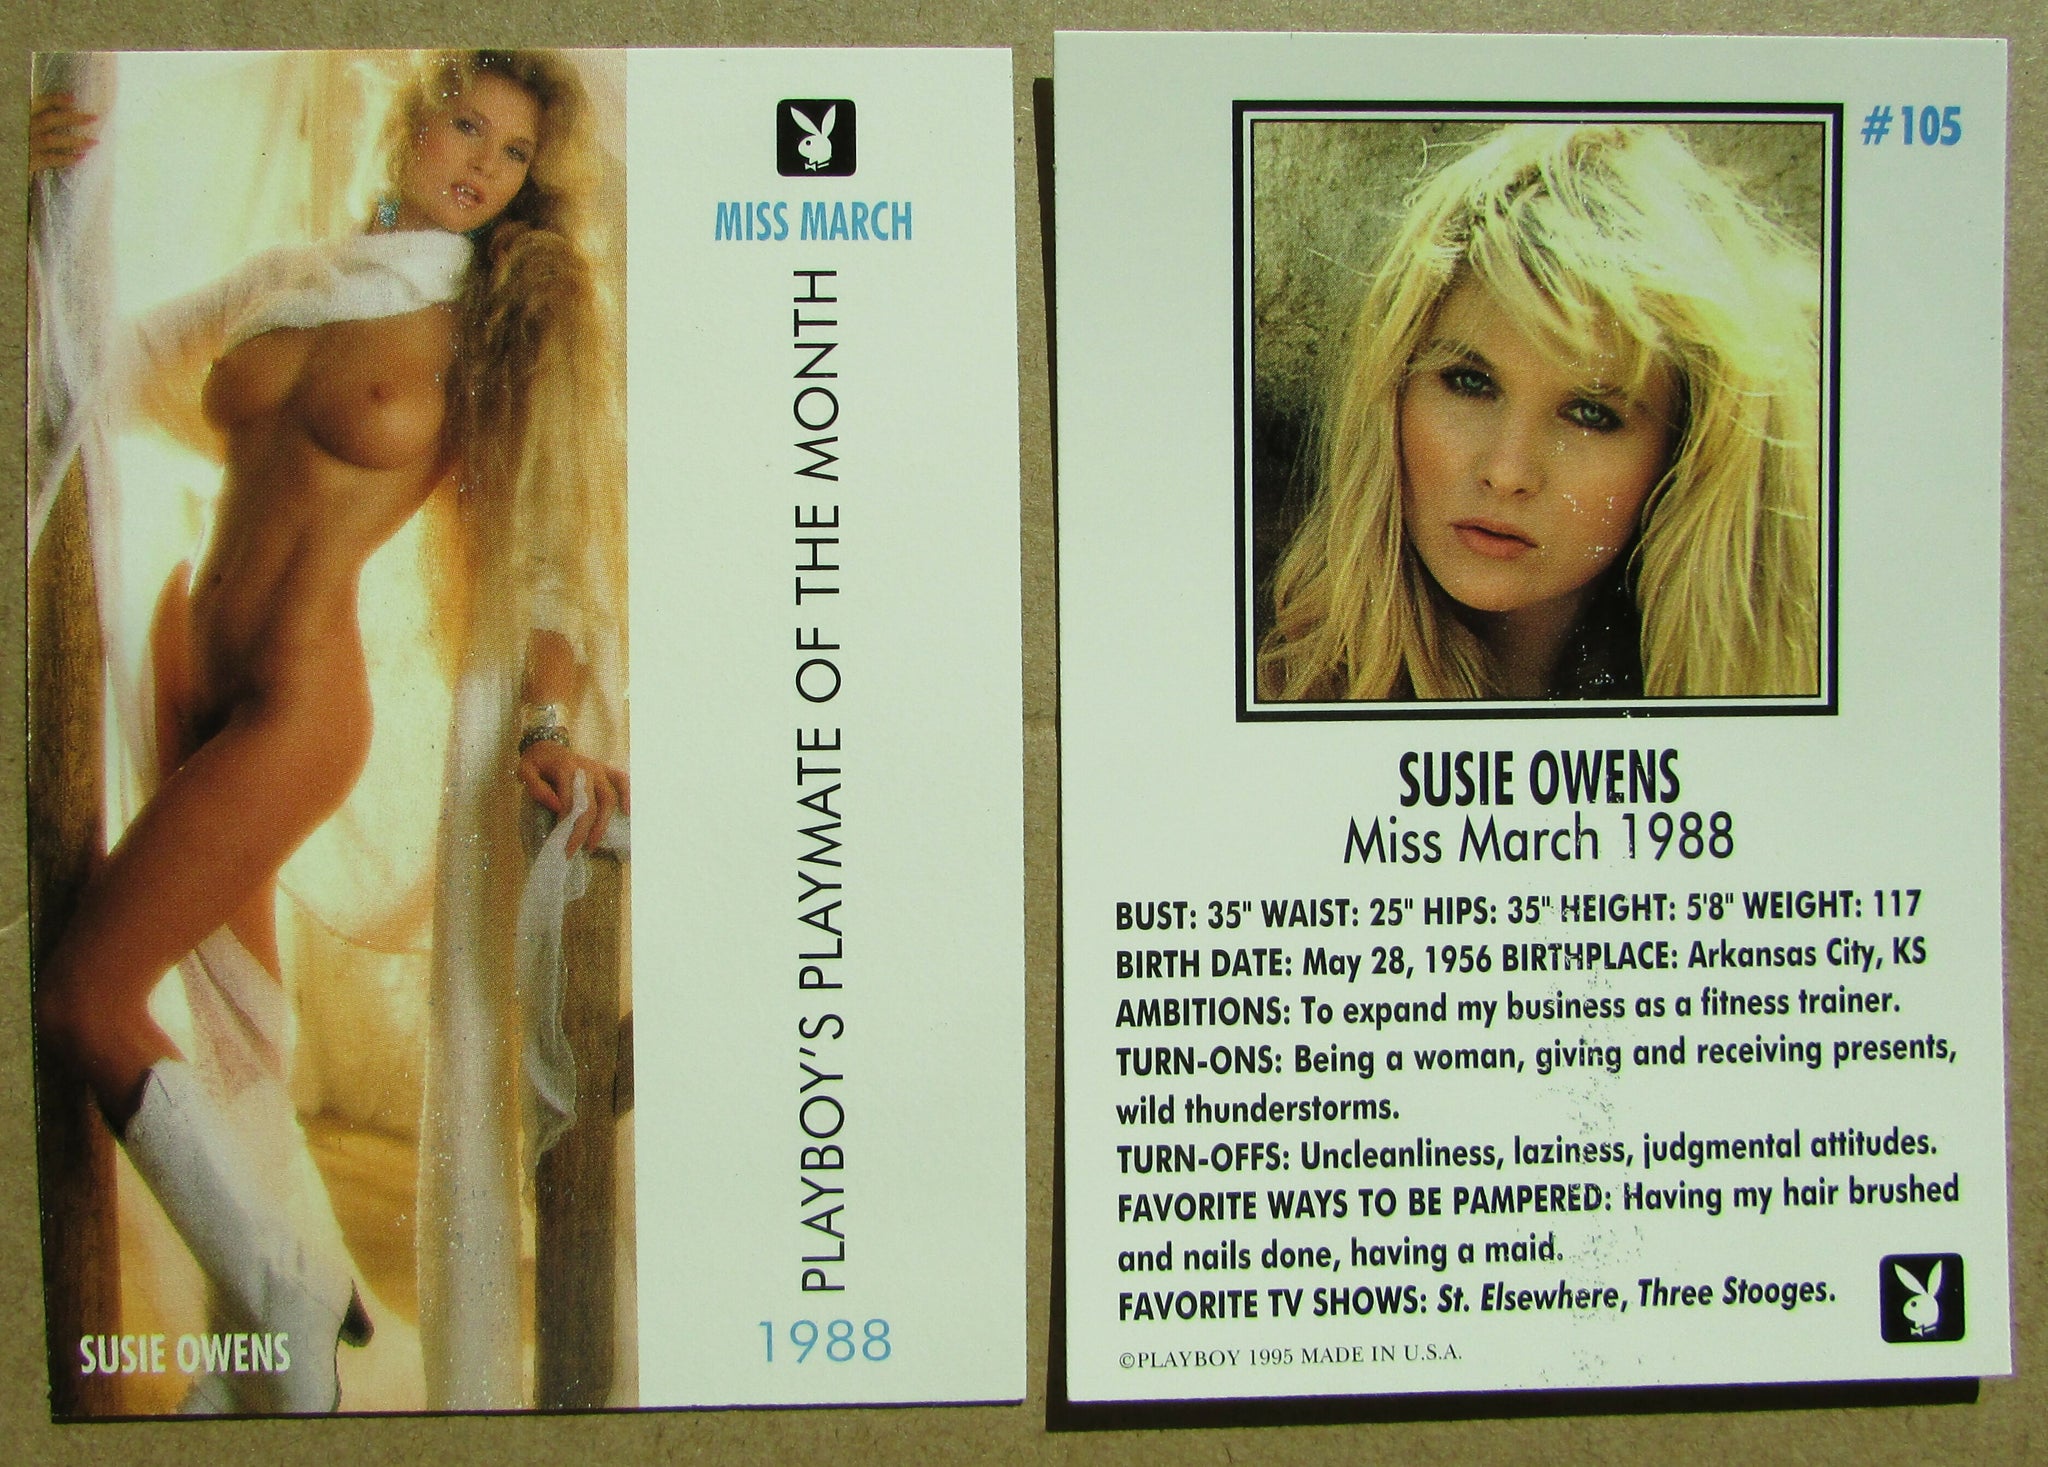 MISS MARCH
PLAYBOY'S PLAYMATE OF THE MONTH
1988
SUSIE OWENS
#105
SUSIE OWENS
Miss March 1988
BUST: 35" WAIST: 25" HIPS: 35" HEIGHT: 5'8" WEIGHT: 117
BIRTH DATE: May 28, 1956 BIRTHPLACE: Arkansas City, KS
AMBITIONS: To expand my business as a fitness trainer.
TURN-ONS: Being a woman, giving and receiving presents,
wild thunderstorms.
TURN-OFFS: Uncleanliness, laziness, judgmental attitudes.
FAVORITE WAYS TO BE PAMPERED: Having my hair brushed
and nails done, having a maid.
FAVORITE TV SHOWS: St. Elsewhere, Three Stooges.
©PLAYBOY 1995 MADE IN U.S.A.